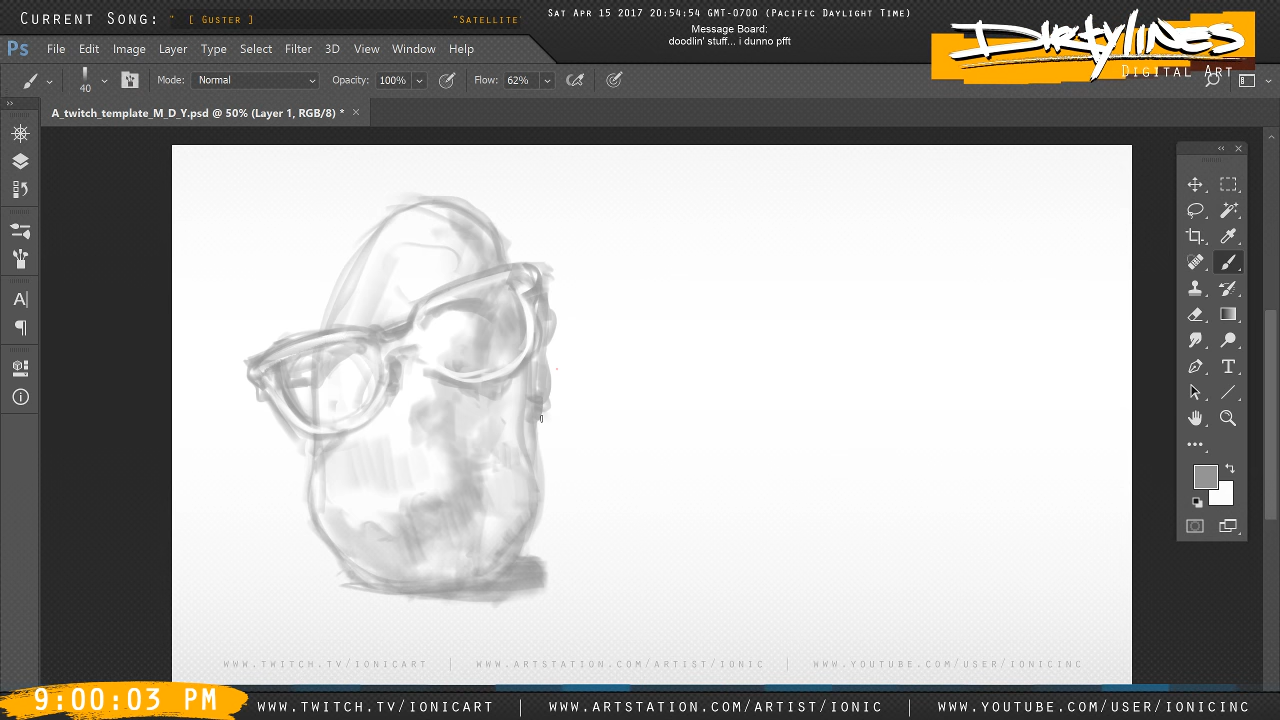 Current Song: " [ Guster ] "Satellite"
Sat Apr 15 2017 20:54:54 GMT-0700 (Pacific Daylight Time)
Message Board:
doodlin' stuff... i dunno pfft
DirtyLines
Digital Art
Ps File Edit Image Layer Type Select Filter 3D View Window Help
40 Mode: Normal Opacity: 100% Flow: 62%
A_twitch_template_M_D_Y.psd @ 50% (Layer 1, RGB/8) * ×
www.twitch.tv/ionicart | www.artstation.com/artist/ionic | www.youtube.com/user/ionicinc
9:00:03 PM www.twitch.tv/ionicart | www.artstation.com/artist/ionic | www.youtube.com/user/ionicinc